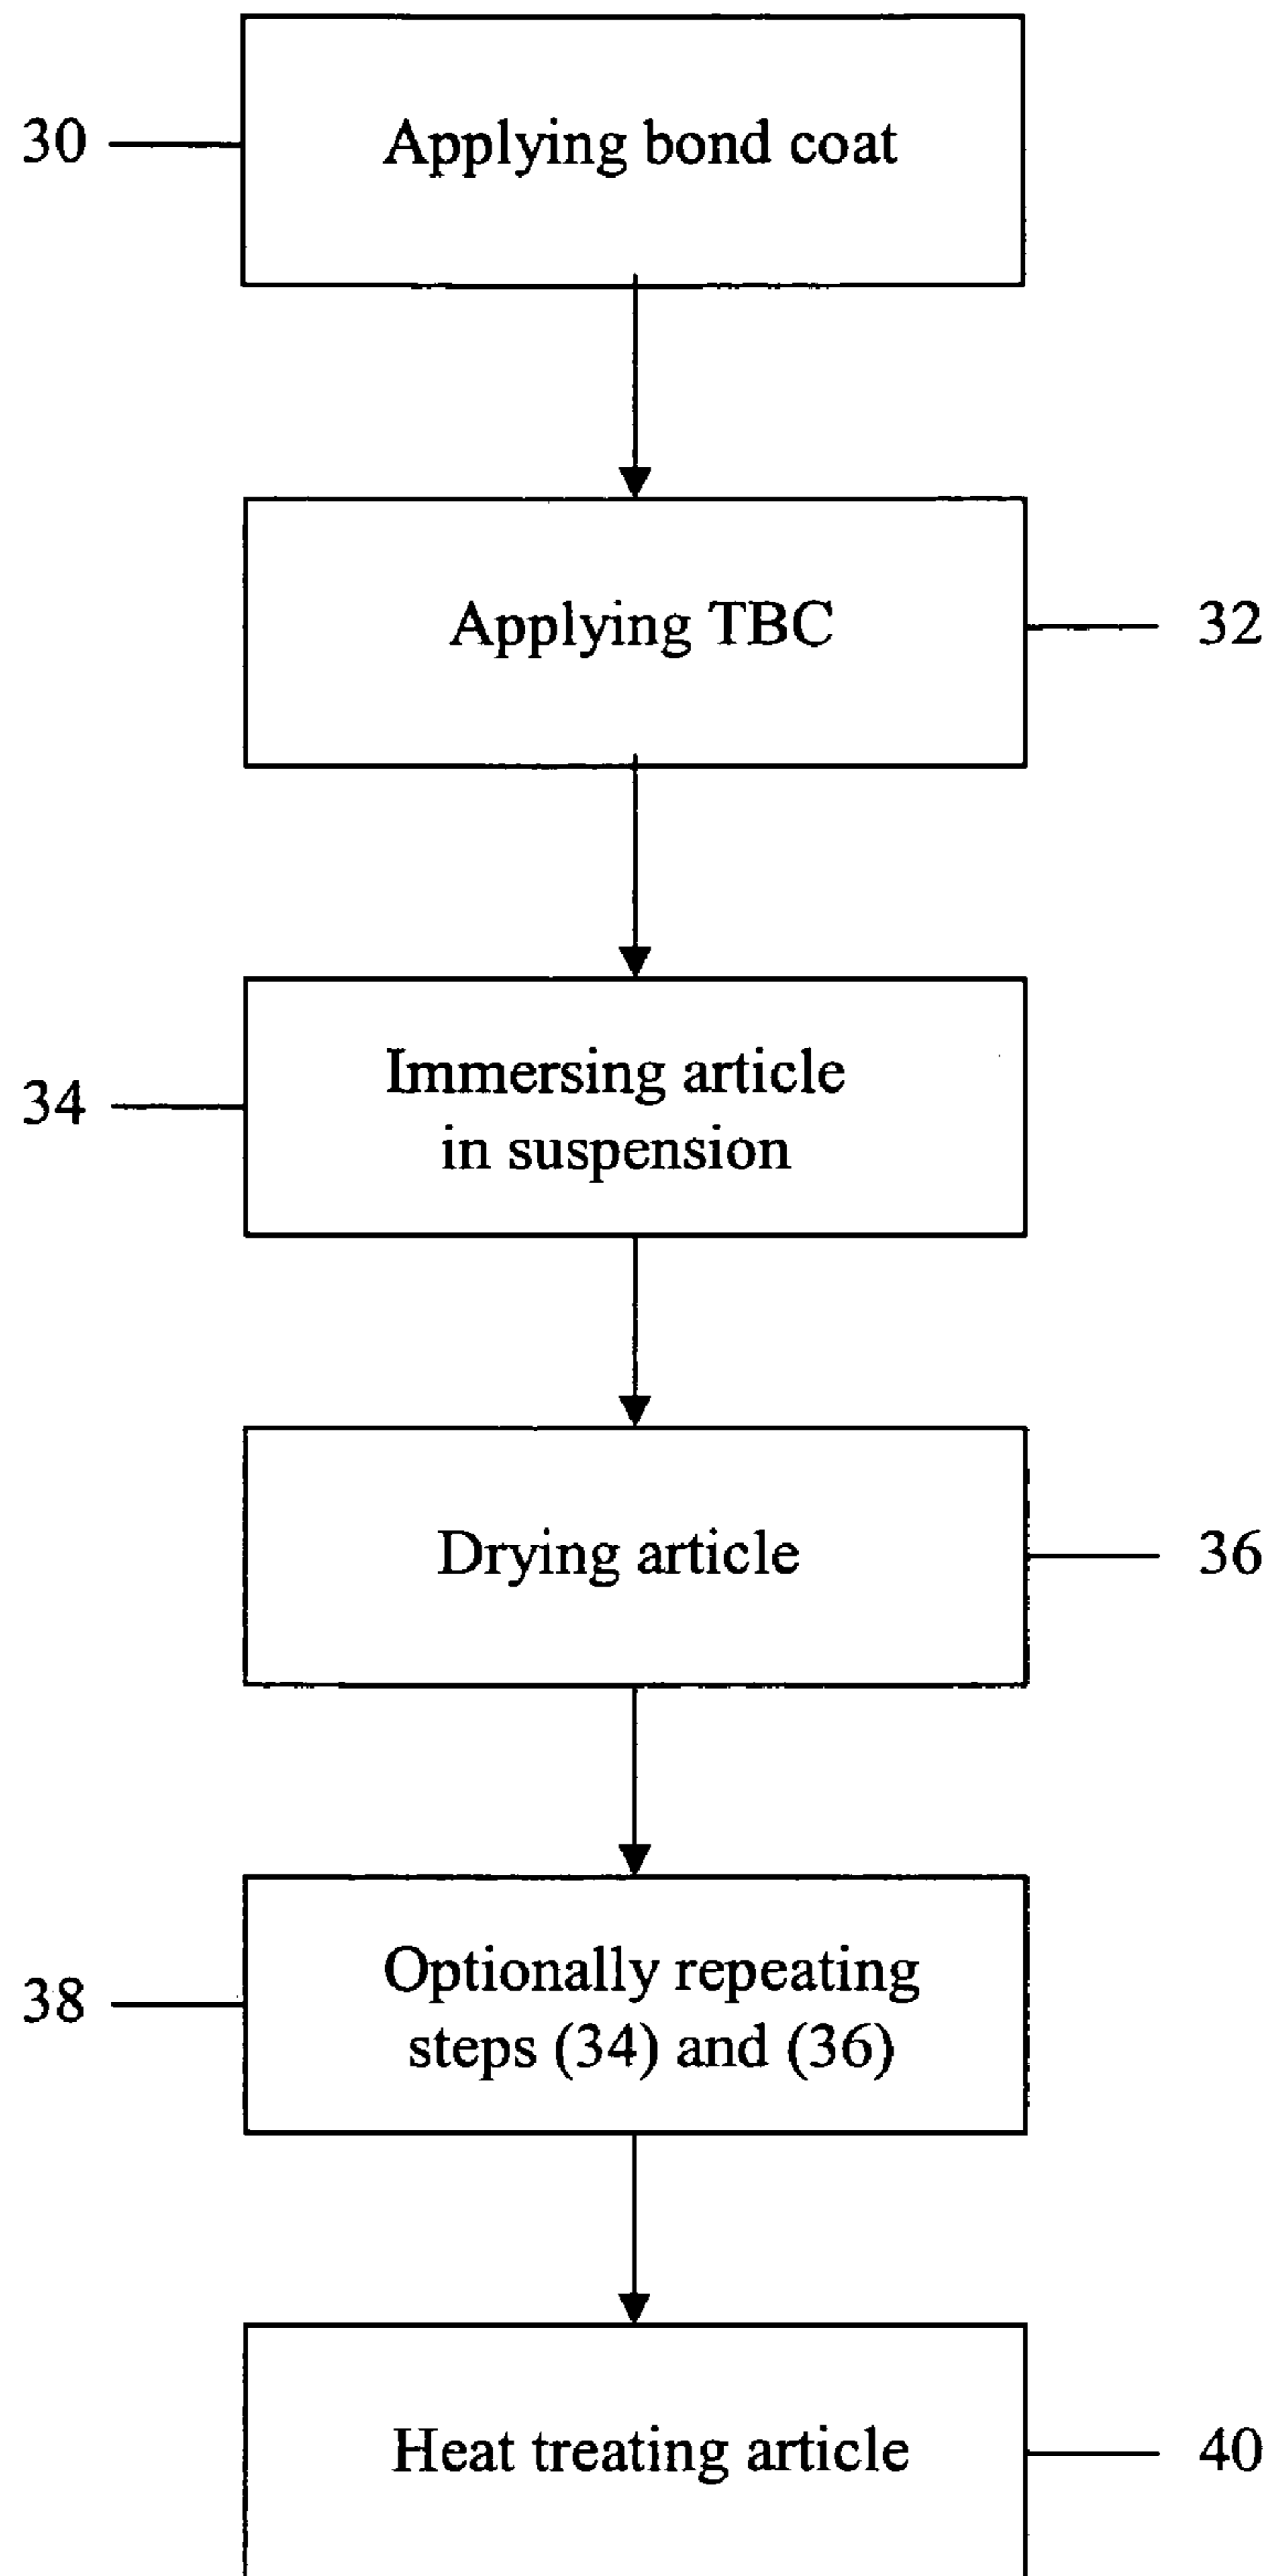 30
Applying bond coat
Applying TBC
32
34
Immersing article
in suspension
Drying article
36
38
Optionally repeating
steps (34) and (36)
Heat treating article
40